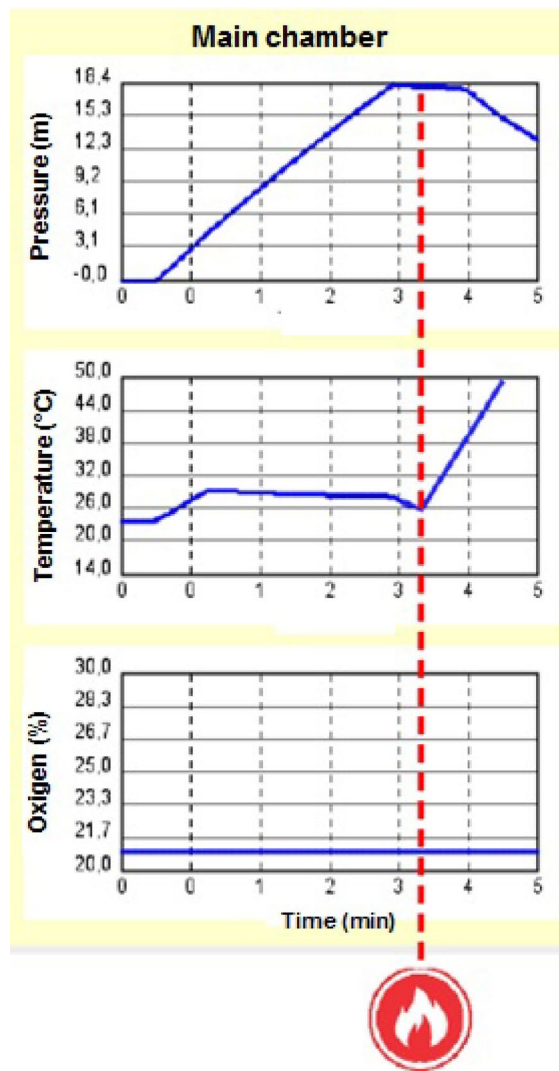 Main chamber
Pressure (m)
18,4
15,3
12,3
9,2
6,1
3,1
-0,0
0 0 1 2 3 4 5
Temperature (°C)
50,0
44,0
38,0
32,0
26,0
20,0
14,0
0 0 1 2 3 4 5
Oxigen (%)
30,0
28,3
26,7
25,0
23,3
21,7
20,0
0 0 1 2 3 4 5
Time (min)